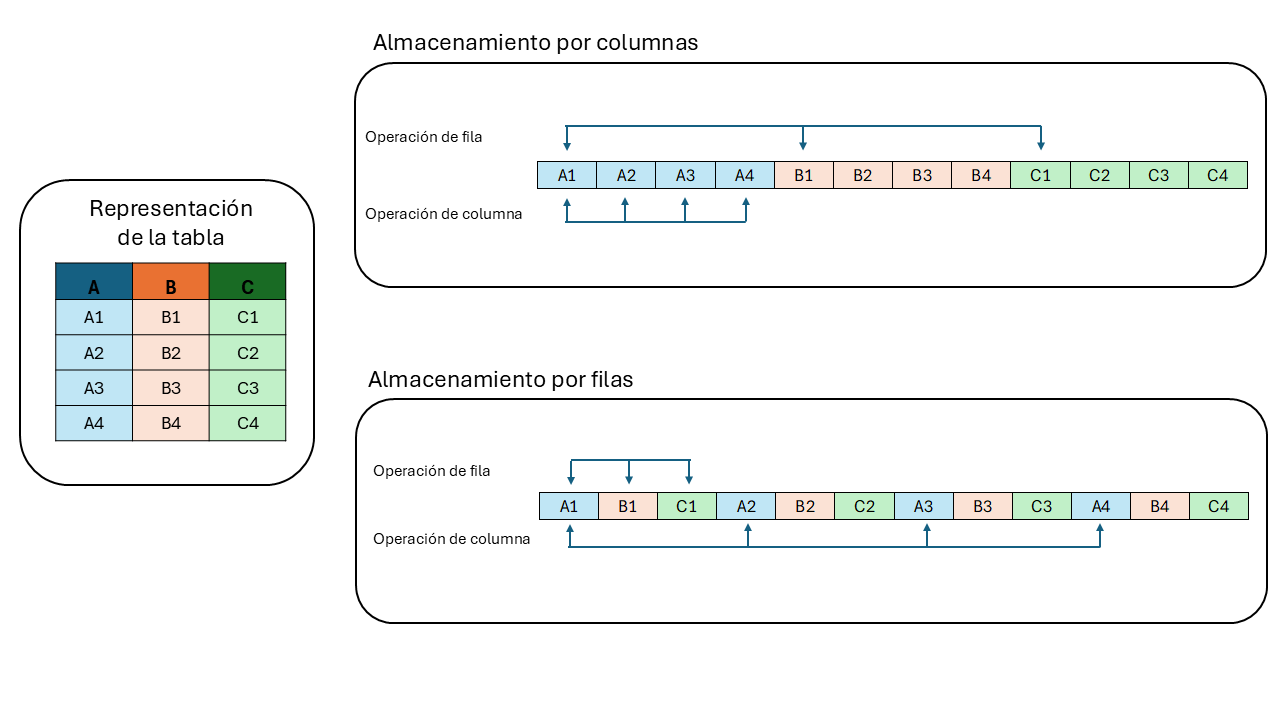 Almacenamiento por columnas
Operación de fila
A1 A2 A3 A4 B1 B2 B3 B4 C1 C2 C3 C4
Operación de columna
Representación
de la tabla
A B C
A1 B1 C1
A2 B2 C2
A3 B3 C3
A4 B4 C4
Almacenamiento por filas
Operación de fila
A1 B1 C1 A2 B2 C2 A3 B3 C3 A4 B4 C4
Operación de columna